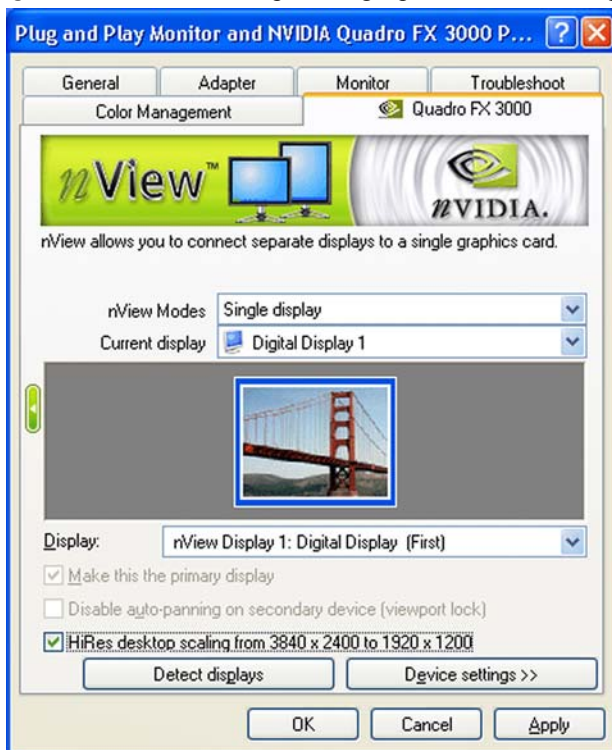 Plug and Play Monitor and NVIDIA Quadro FX 3000 P...
General Adapter Monitor Troubleshoot
Color Management Quadro FX 3000
nView™ nVIDIA.
nView allows you to connect separate displays to a single graphics card.
nView Modes Single display
Current display Digital Display 1
Display: nView Display 1: Digital Display (First)
Make this the primary display
Disable auto-panning on secondary device (viewport lock)
HiRes desktop scaling from 3840 x 2400 to 1920 x 1200
Detect displays Device settings >>
OK Cancel Apply